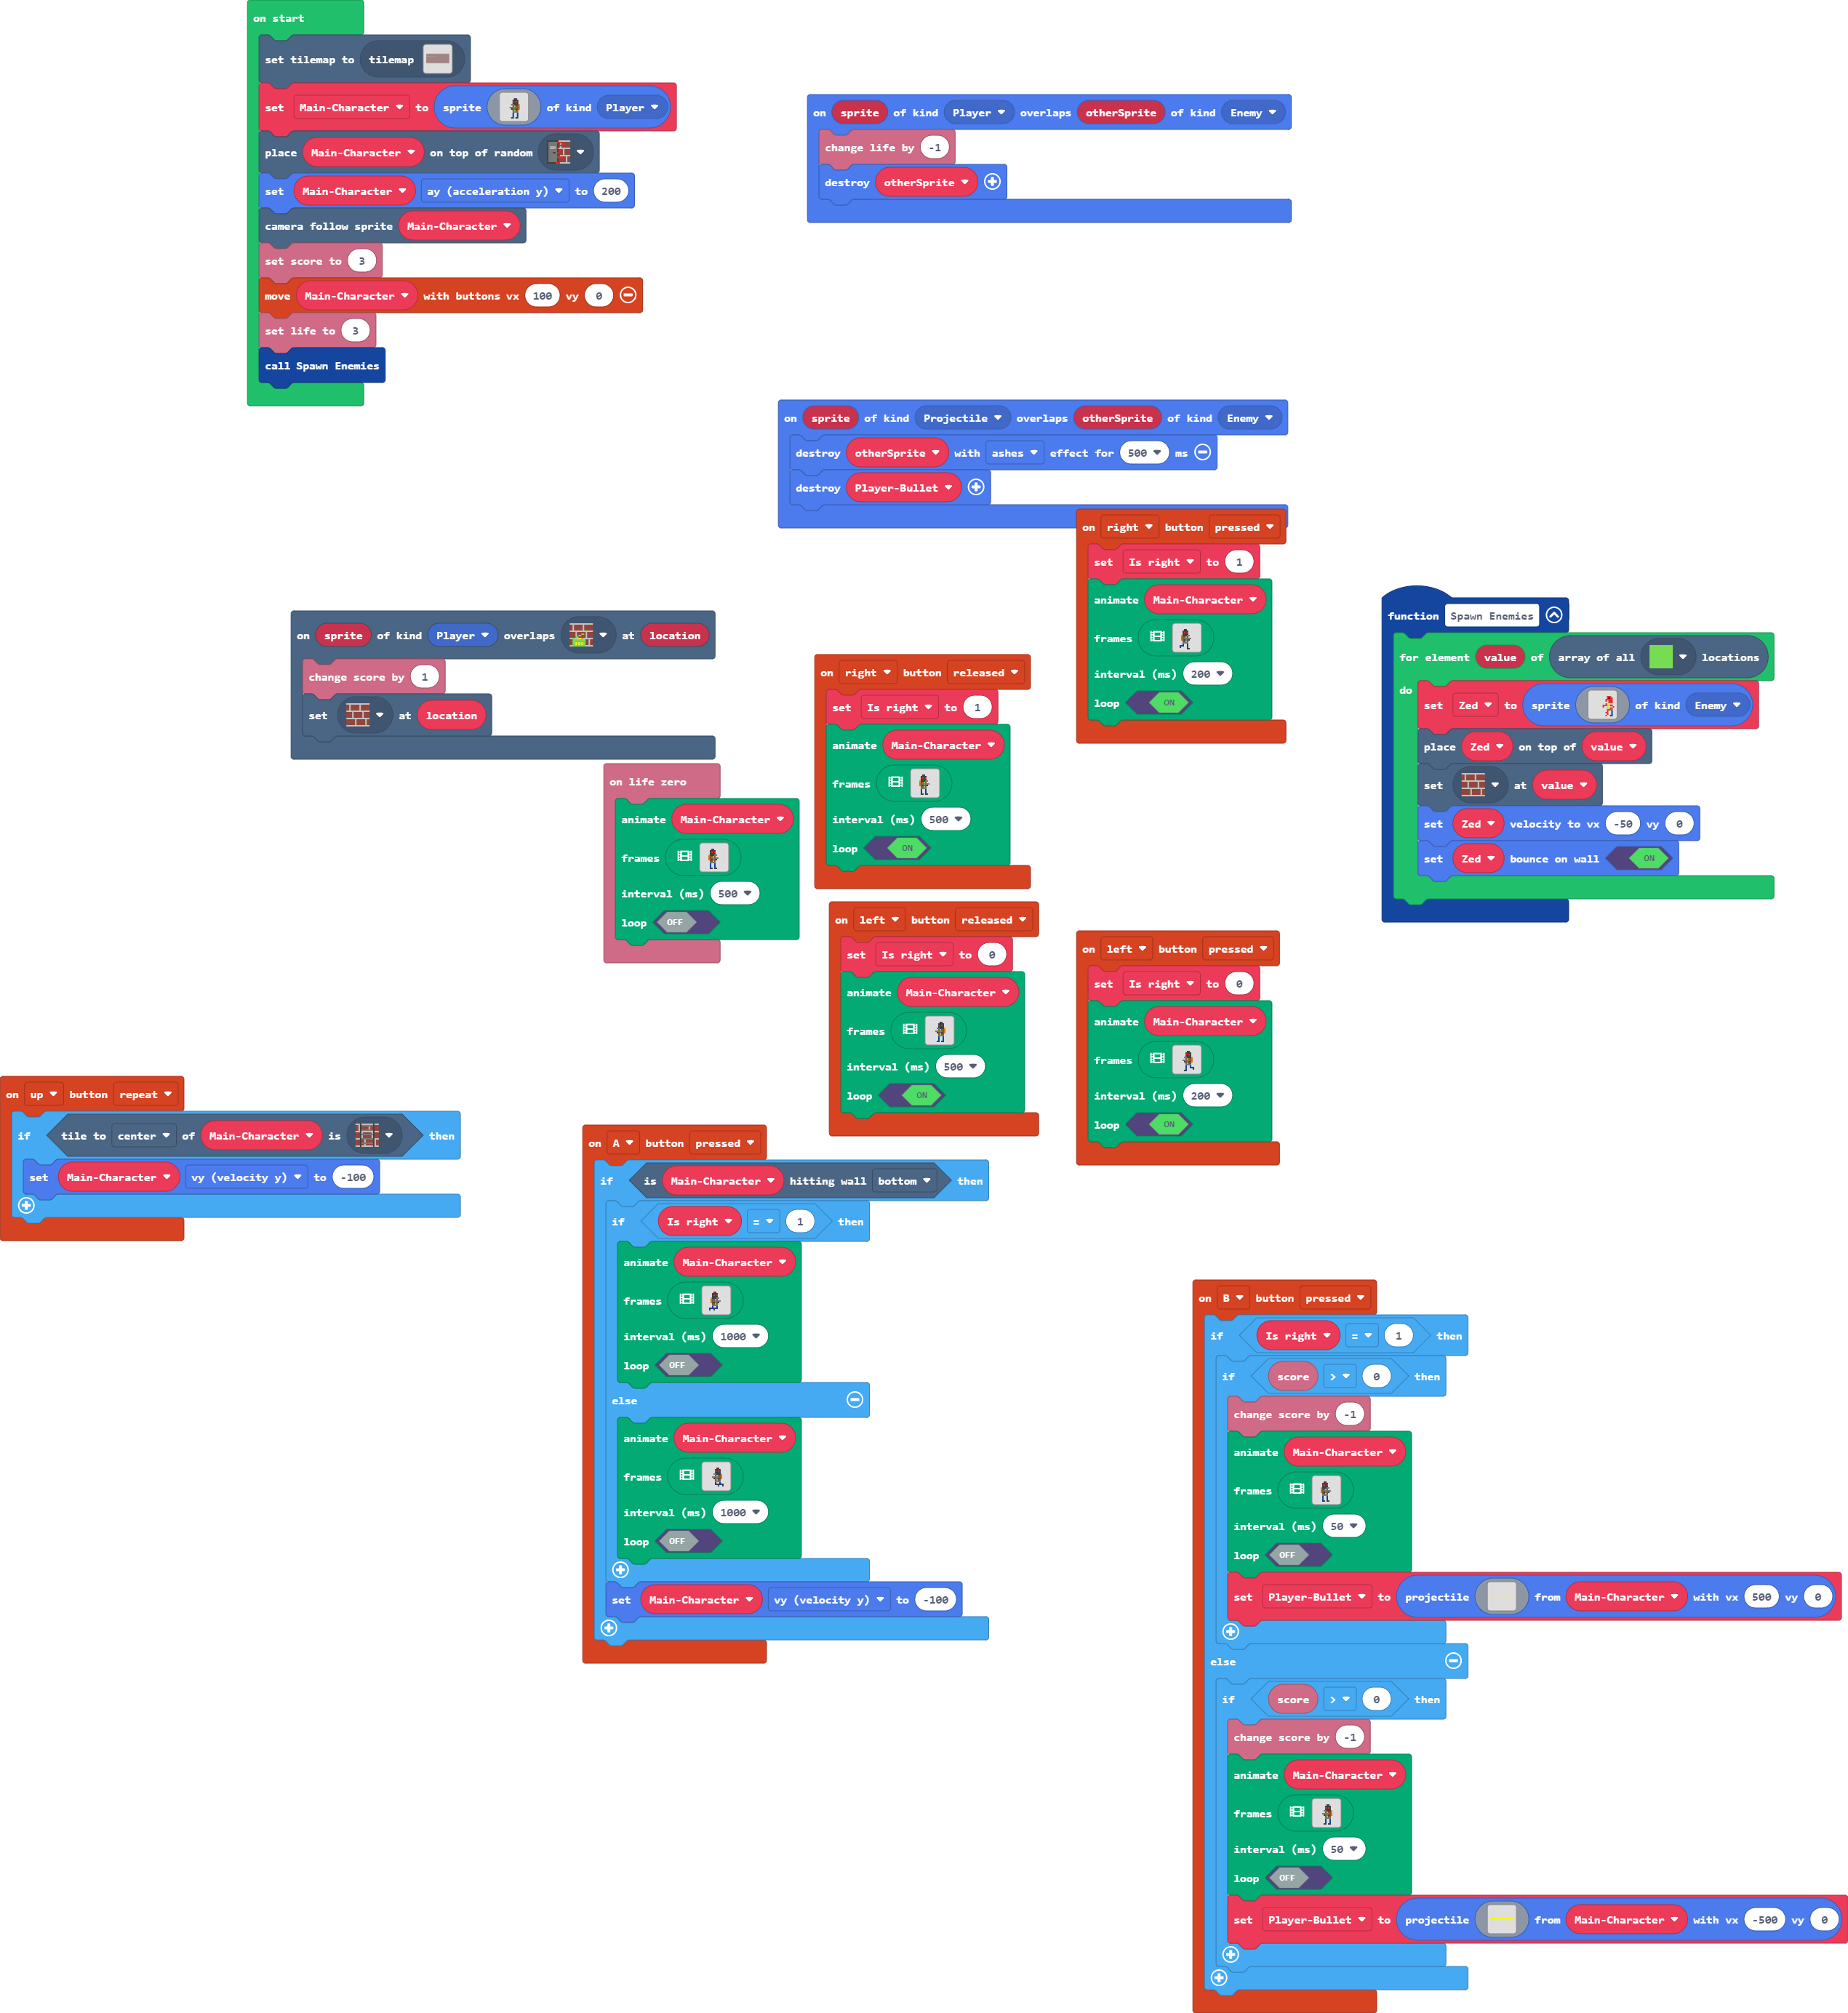 on start
set tilemap to tilemap
set Main-Character to sprite of kind Player
place Main-Character on top of random
set Main-Character ay (acceleration y) to 200
camera follow sprite Main-Character
set score to 3
move Main-Character with buttons vx 100 vy 0
set life to 3
call Spawn Enemies
on sprite of kind Player overlaps otherSprite of kind Enemy
change life by -1
destroy otherSprite
on sprite of kind Projectile overlaps otherSprite of kind Enemy
destroy otherSprite with ashes effect for 500 ms
destroy Player-Bullet
on right button pressed
set Is right to 1
animate Main-Character
frames
interval (ms) 200
loop ON
function Spawn Enemies
for element value of array of all locations
do
set Zed to sprite of kind Enemy
place Zed on top of value
set at value
set Zed velocity to vx -50 vy 0
set Zed bounce on wall ON
on sprite of kind Player overlaps at location
change score by 1
set at location
on right button released
set Is right to 1
animate Main-Character
frames
interval (ms) 500
loop ON
on life zero
animate Main-Character
frames
interval (ms) 500
loop OFF
on left button released
set Is right to 0
animate Main-Character
frames
interval (ms) 500
loop ON
on left button pressed
set Is right to 0
animate Main-Character
frames
interval (ms) 200
loop ON
on up button repeat
if tile to center of Main-Character is then
set Main-Character vy (velocity y) to -100
on A button pressed
if is Main-Character hitting wall bottom then
if Is right = 1 then
animate Main-Character
frames
interval (ms) 1000
loop OFF
else
animate Main-Character
frames
interval (ms) 1000
loop OFF
set Main-Character vy (velocity y) to -100
on B button pressed
if Is right = 1 then
if score > 0 then
change score by -1
animate Main-Character
frames
interval (ms) 50
loop OFF
set Player-Bullet to projectile from Main-Character with vx 500 vy 0
else
if score > 0 then
change score by -1
animate Main-Character
frames
interval (ms) 50
loop OFF
set Player-Bullet to projectile from Main-Character with vx -500 vy 0